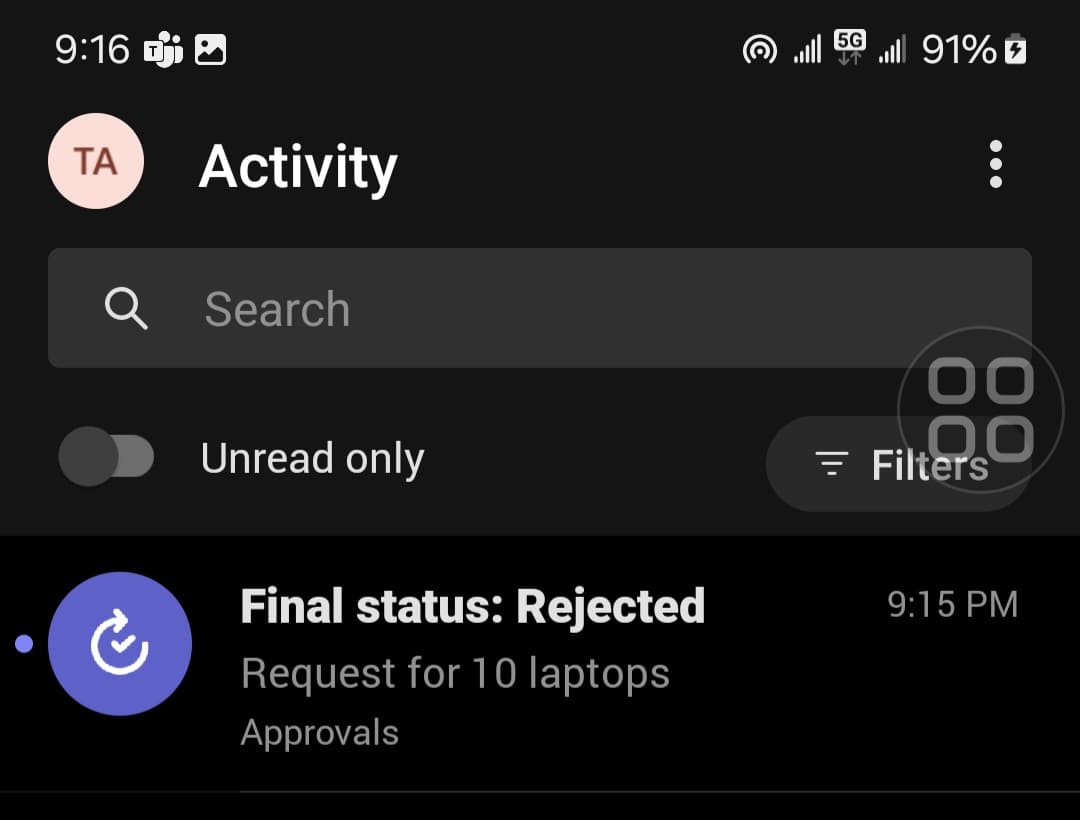 9:16
5G
91%
TA
Activity
Search
Unread only
Filters
Final status: Rejected
9:15 PM
Request for 10 laptops
Approvals